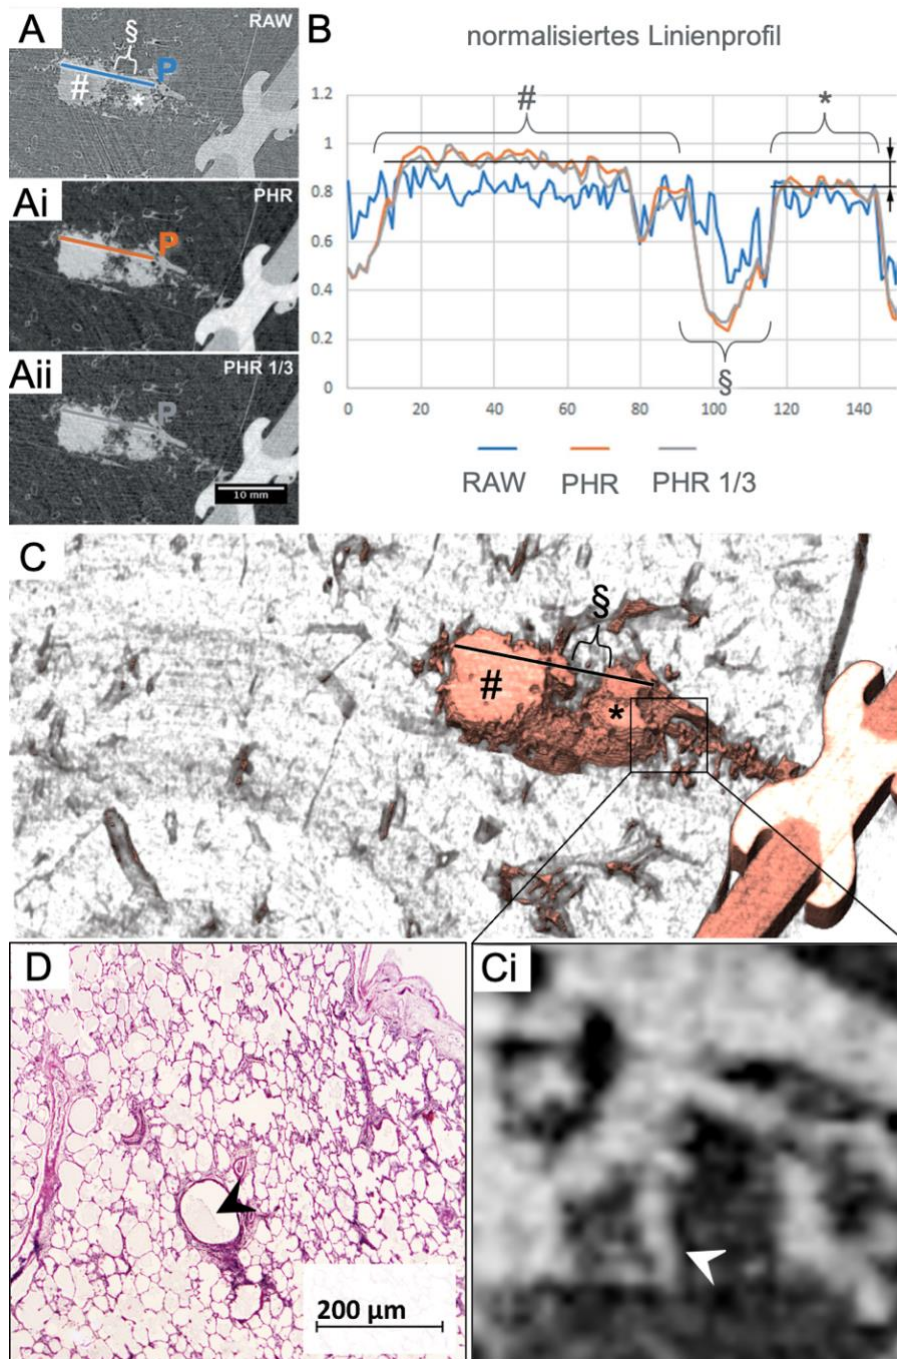 A
§
RAW
P
#
*
Ai
PHR
P
Aii
PHR 1/3
P
10 mm
B
normalisiertes Linienprofil
1.2
1
0.8
0.6
0.4
0.2
0
0
20
40
60
80
100
120
140
#
*
§
RAW
PHR
PHR 1/3
C
§
#
*
D
200 µm
Ci